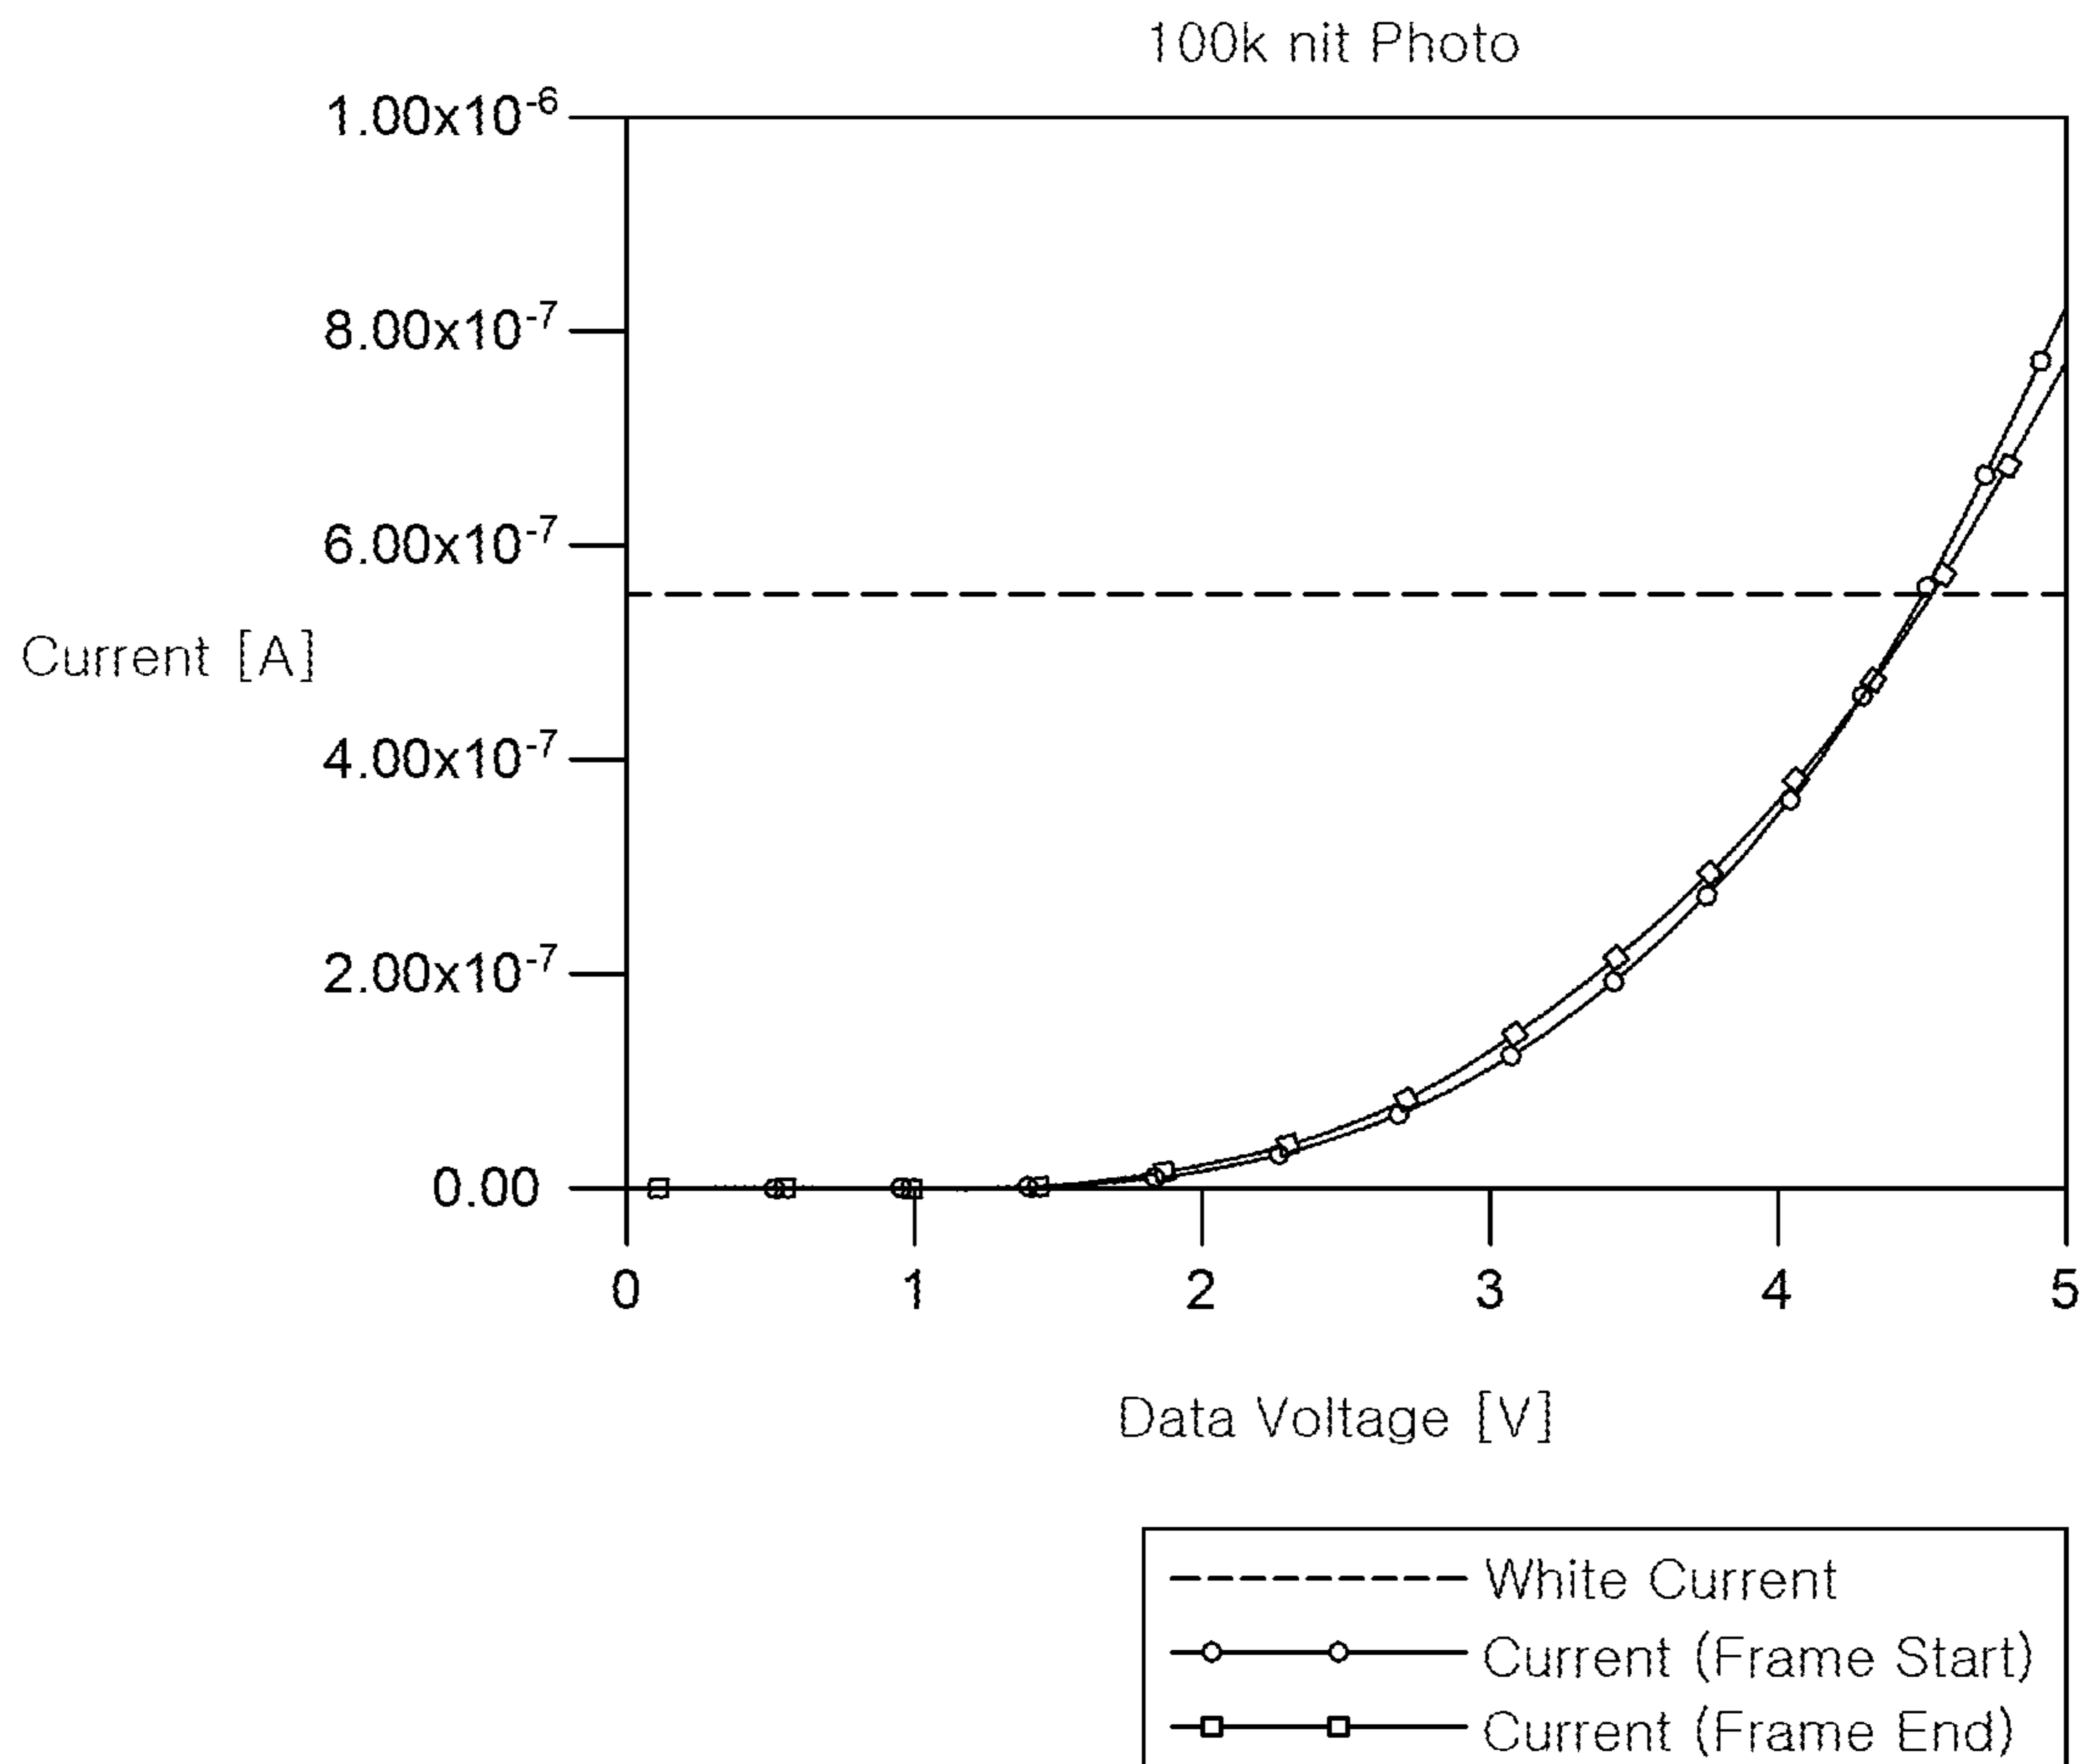 100k nit Photo
1.00x10⁻⁶
8.00x10⁻⁷
6.00x10⁻⁷
Current [A]
4.00x10⁻⁷
2.00x10⁻⁷
0.00
0 1 2 3 4 5
Data Voltage [V]
White Current
Current (Frame Start)
Current (Frame End)